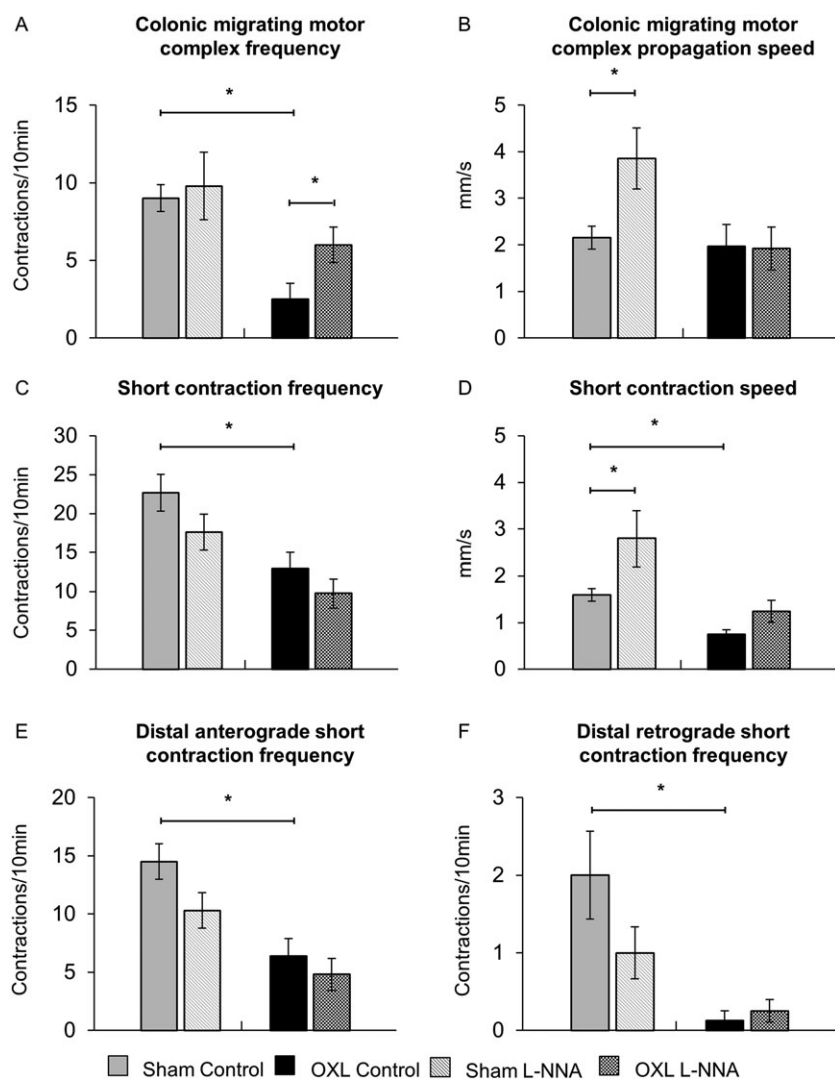 A
Colonic migrating motor
complex frequency
Contractions/10min
15
10
5
0
*
*
B
Colonic migrating motor
complex propagation speed
mm/s
5
4
3
2
1
0
*
C
Short contraction frequency
Contractions/10min
30
25
20
15
10
5
0
*
D
Short contraction speed
mm/s
5
4
3
2
1
0
*
*
E
Distal anterograde short
contraction frequency
Contractions/10min
20
15
10
5
0
*
F
Distal retrograde short
contraction frequency
Contractions/10min
3
2
1
0
*
Sham Control OXL Control Sham L-NNA OXL L-NNA